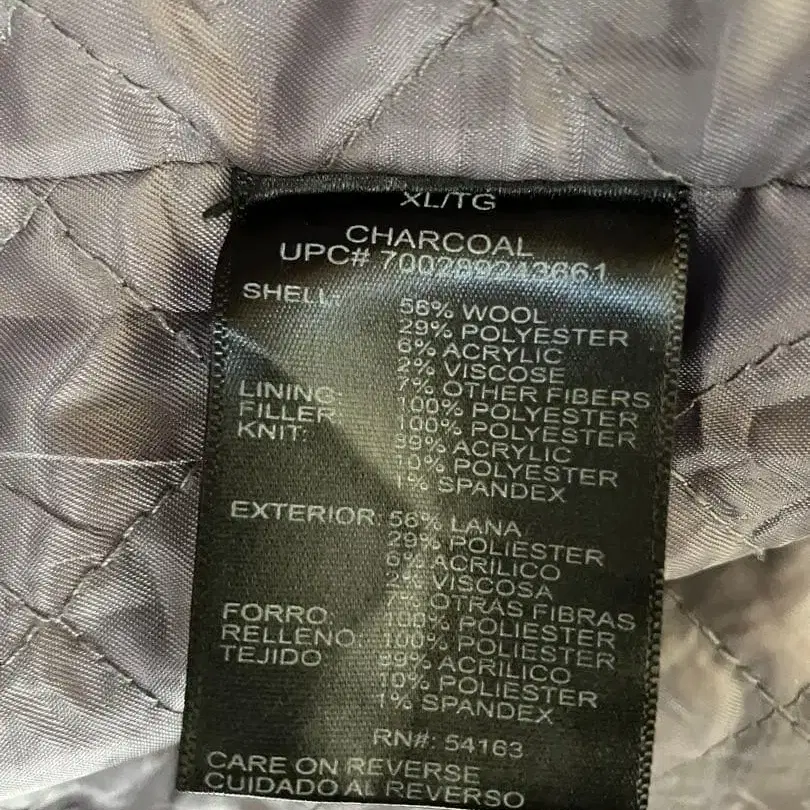 XL/TG
CHARCOAL
UPC# 700289243661
SHELL: 56% WOOL
29% POLYESTER
6% ACRYLIC
2% VISCOSE
7% OTHER FIBERS
LINING: 100% POLYESTER
FILLER: 100% POLYESTER
KNIT: 89% ACRYLIC
10% POLYESTER
1% SPANDEX
EXTERIOR: 56% LANA
29% POLIESTER
6% ACRILICO
2% VISCOSA
7% OTRAS FIBRAS
FORRO: 100% POLIESTER
RELLENO: 100% POLIESTER
TEJIDO 89% ACRILICO
10% POLIESTER
1% SPANDEX
RN#: 54163
CARE ON REVERSE
CUIDADO AL REVERSO